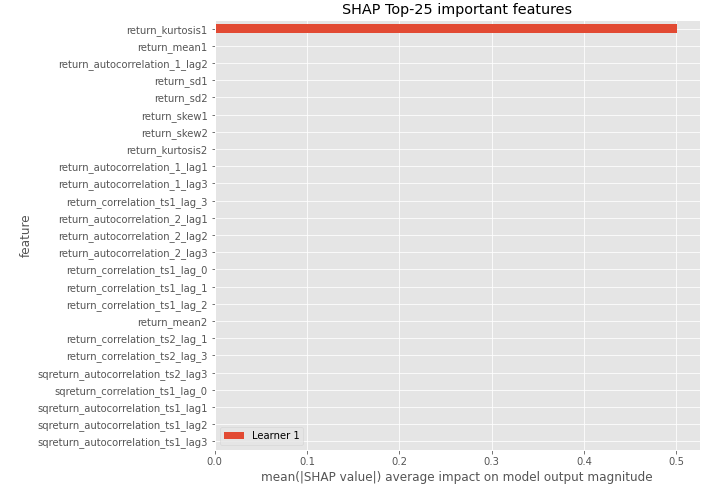 SHAP Top-25 important features
return_kurtosis1
return_mean1
return_autocorrelation_1_lag2
return_sd1
return_sd2
return_skew1
return_skew2
return_kurtosis2
return_autocorrelation_1_lag1
return_autocorrelation_1_lag3
return_correlation_ts1_lag_3
return_autocorrelation_2_lag1
return_autocorrelation_2_lag2
return_autocorrelation_2_lag3
return_correlation_ts1_lag_0
return_correlation_ts1_lag_1
return_correlation_ts1_lag_2
return_mean2
return_correlation_ts2_lag_1
return_correlation_ts2_lag_3
sqreturn_autocorrelation_ts2_lag3
sqreturn_correlation_ts1_lag_0
sqreturn_autocorrelation_ts1_lag1
sqreturn_autocorrelation_ts1_lag2
sqreturn_autocorrelation_ts1_lag3
feature
Learner 1
0.0 0.1 0.2 0.3 0.4 0.5
mean(|SHAP value|) average impact on model output magnitude